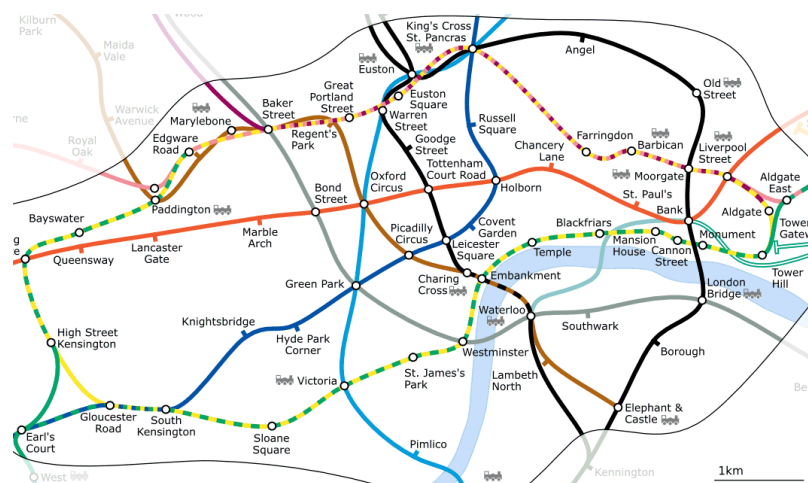 Kilburn
Park
Maida
Vale
Wood
King's Cross
St. Pancras
Angel
Euston
Old
Street
Great
Portland
Street
Euston
Square
Baker
Street
Marylebone
Warwick
Avenue
Regent's
Park
Warren
Street
Russell
Square
rne
Royal
Oak
Edgware
Road
Goodge
Street
Farringdon
Barbican
Liverpool
Street
Moorgate
Chancery
Lane
Tottenham
Court Road
Aldgate
East
Bond
Street
Oxford
Circus
Holborn
St. Paul's
Bank
Aldgate
Paddington
Bayswater
Marble
Arch
Covent
Garden
Blackfriars
Mansion
House
Cannon
Street
Monument
Tower
Gatew
Tower
Hill
Queensway
Lancaster
Gate
Picadilly
Circus
Leicester
Square
Temple
Charing
Cross
Embankment
Green Park
London
Bridge
Waterloo
Southwark
Knightsbridge
Hyde Park
Corner
High Street
Kensington
Westminster
Borough
St. James's
Park
Lambeth
North
Victoria
Be
Gloucester
Road
South
Kensington
Sloane
Square
Elephant &
Castle
Earl's
Court
Pimlico
West
Kennington
1km